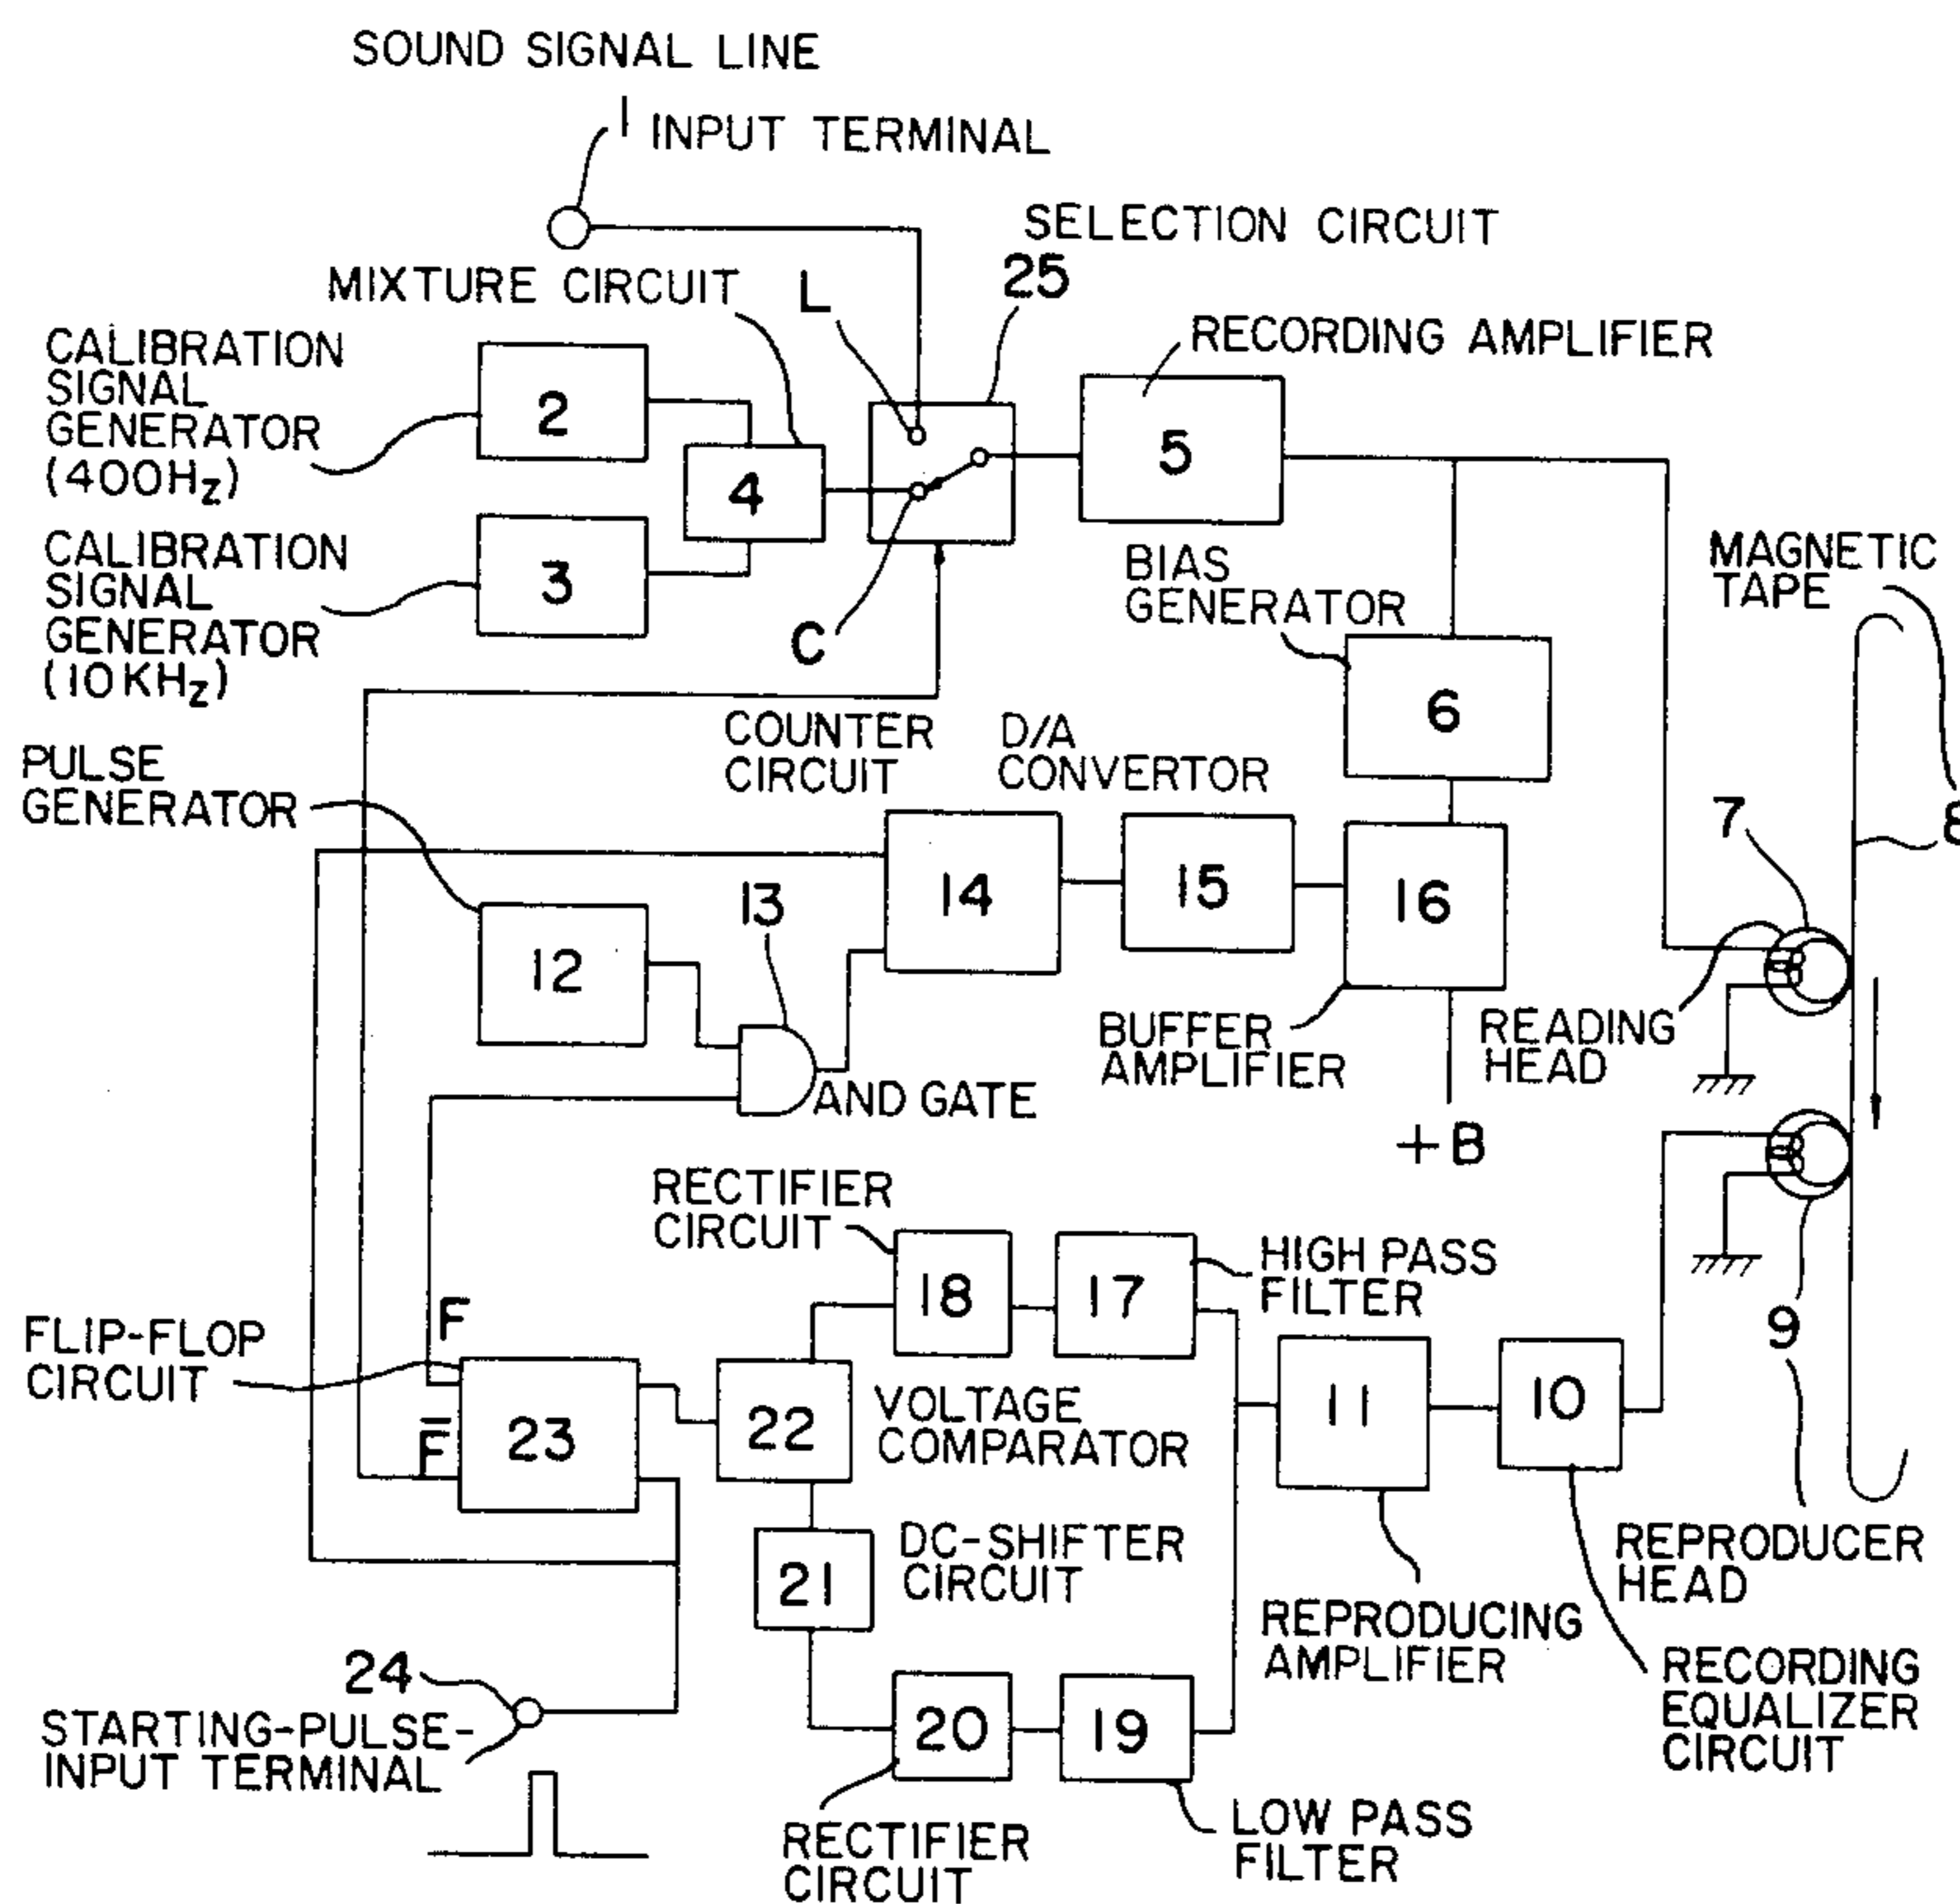 SOUND SIGNAL LINE
1 INPUT TERMINAL
SELECTION CIRCUIT
25
MIXTURE CIRCUIT
L
CALIBRATION
SIGNAL
GENERATOR
(400Hz)
2
4
RECORDING AMPLIFIER
5
CALIBRATION
SIGNAL
GENERATOR
(10KHz)
3
C
BIAS
GENERATOR
6
MAGNETIC
TAPE
8
7
PULSE
GENERATOR
COUNTER
CIRCUIT
D/A
CONVERTOR
12
13
14
15
16
AND GATE
BUFFER
AMPLIFIER
READING
HEAD
+B
RECTIFIER
CIRCUIT
18
17
HIGH PASS
FILTER
9
FLIP-FLOP
CIRCUIT
F
F̅
23
22
VOLTAGE
COMPARATOR
11
10
21
DC-SHIFTER
CIRCUIT
REPRODUCER
HEAD
REPRODUCING
AMPLIFIER
RECORDING
EQUALIZER
CIRCUIT
24
STARTING-PULSE-
INPUT TERMINAL
20
19
RECTIFIER
CIRCUIT
LOW PASS
FILTER